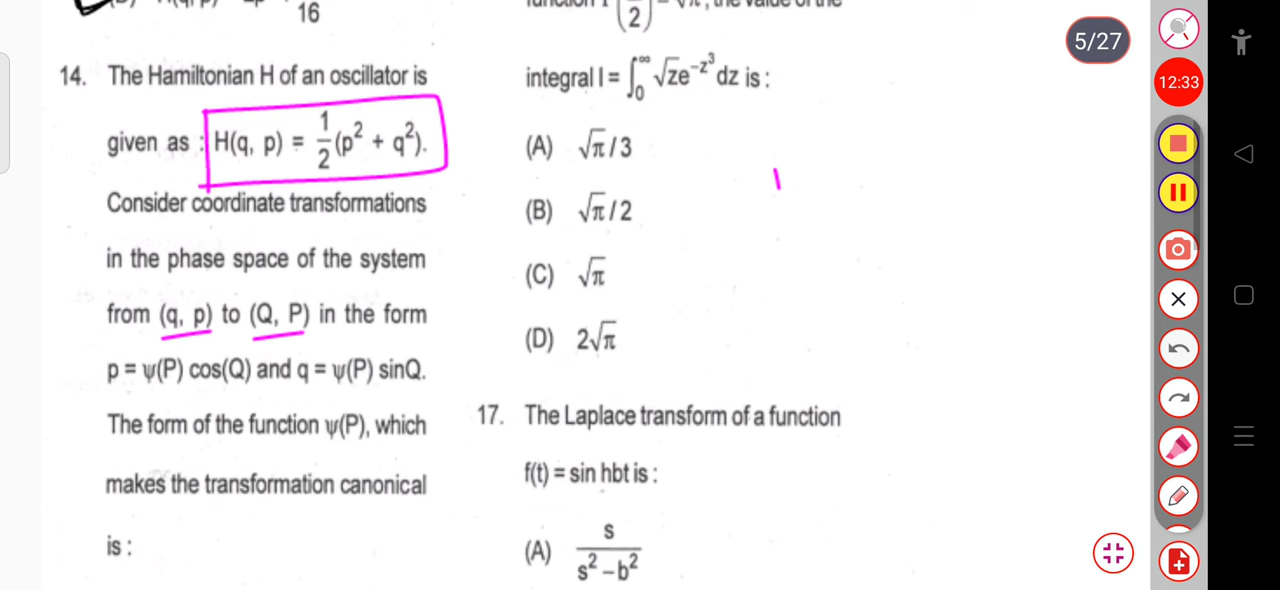 16
14. The Hamiltonian H of an oscillator is
given as : H(q, p) = 1/2 (p² + q²).
Consider coordinate transformations
in the phase space of the system
from (q, p) to (Q, P) in the form
p = ψ(P) cos(Q) and q = ψ(P) sinQ.
The form of the function ψ(P), which
makes the transformation canonical
is :
integral I = ∫₀^∞ √z e^(-z³) dz is :
(A) √π / 3
(B) √π / 2
(C) √π
(D) 2√π
17. The Laplace transform of a function
f(t) = sin hbt is :
(A) s/(s² – b²)
5/27
12:33